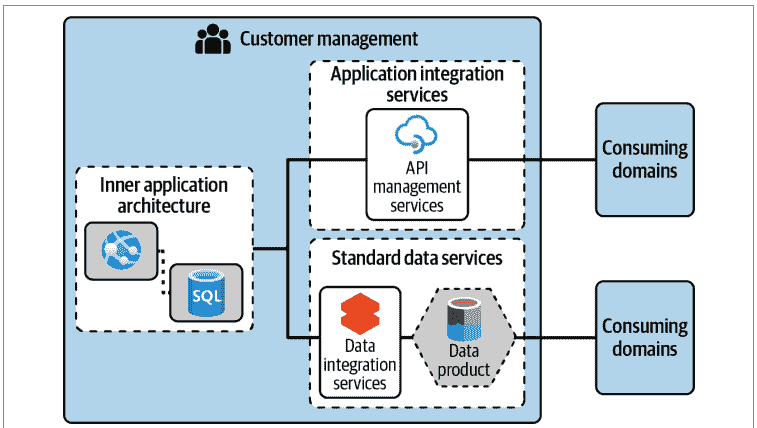 Customer management
Application integration
services
API
management
services
Consuming
domains
Inner application
architecture
SQL
Standard data services
Data
integration
services
Data
product
Consuming
domains